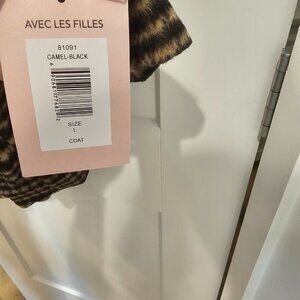 AVEC LES FILLES
81091
CAMEL-BLACK
SIZE
L
COAT